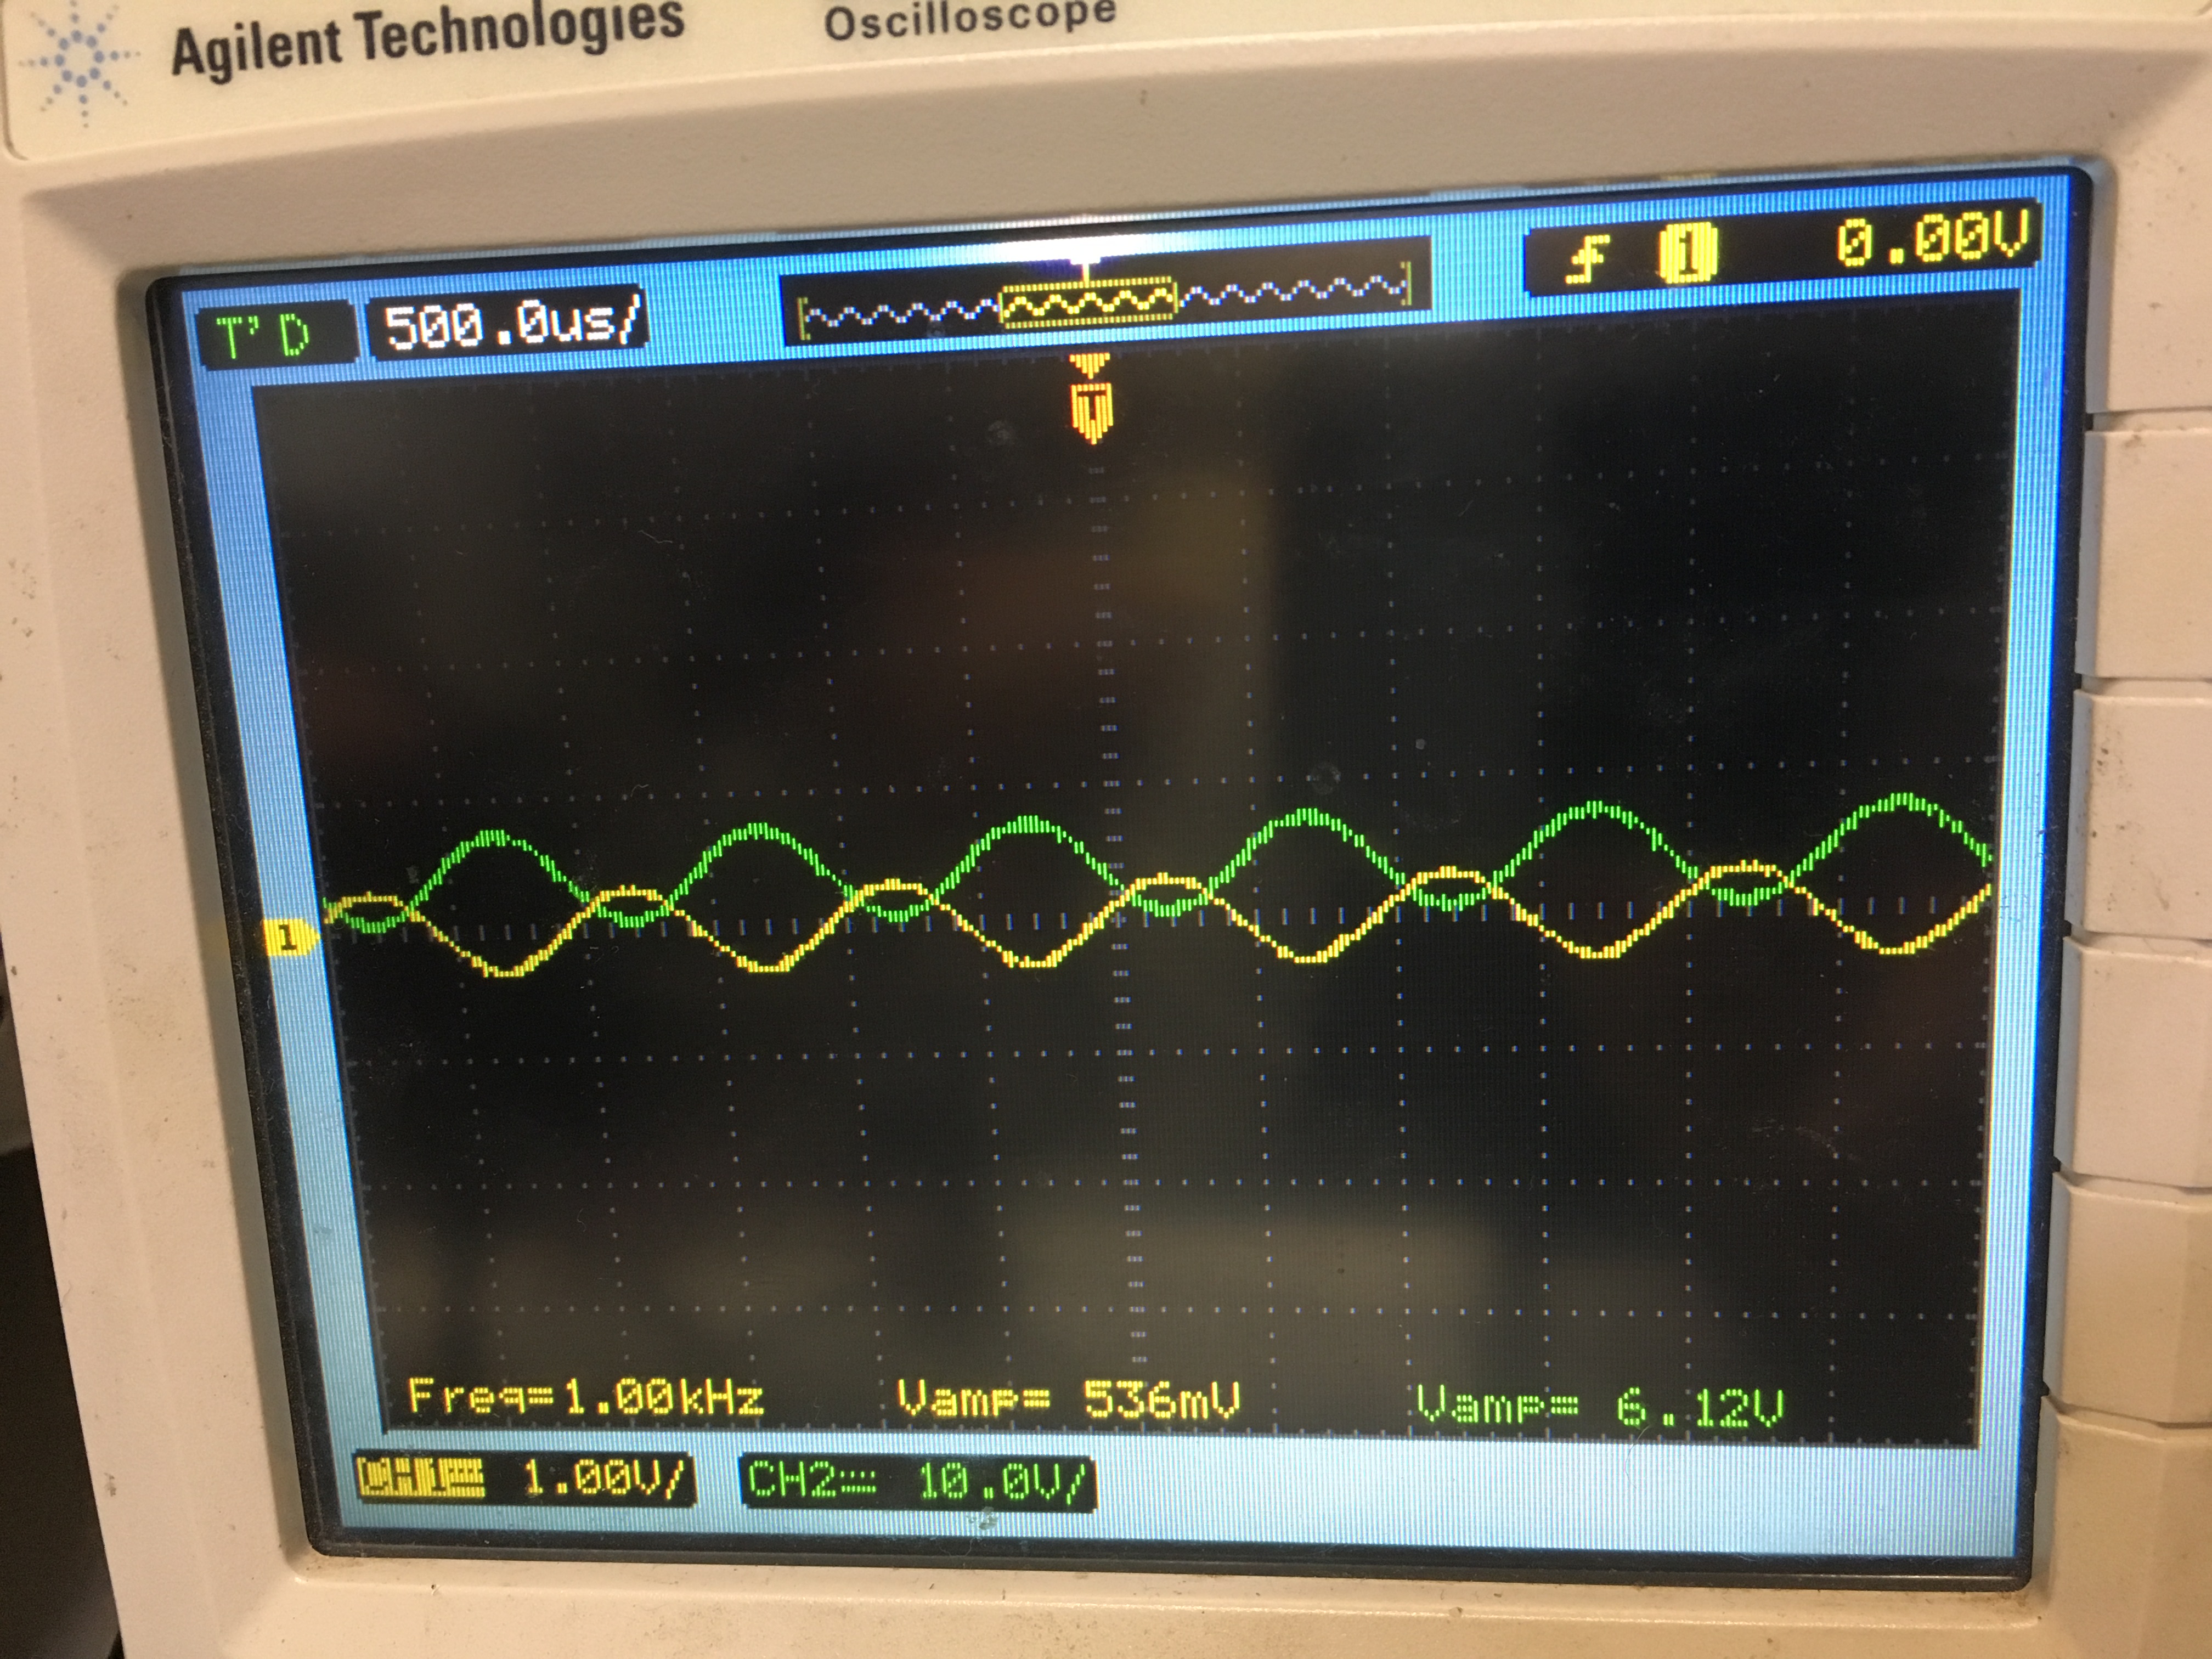 Agilent Technologies
Oscilloscope
T'D 500.0us/ 1 0.00V
T
1
Freq=1.00kHz Vamp= 536mV Vamp= 6.12V
CH1 1.00V/ CH2 10.0V/